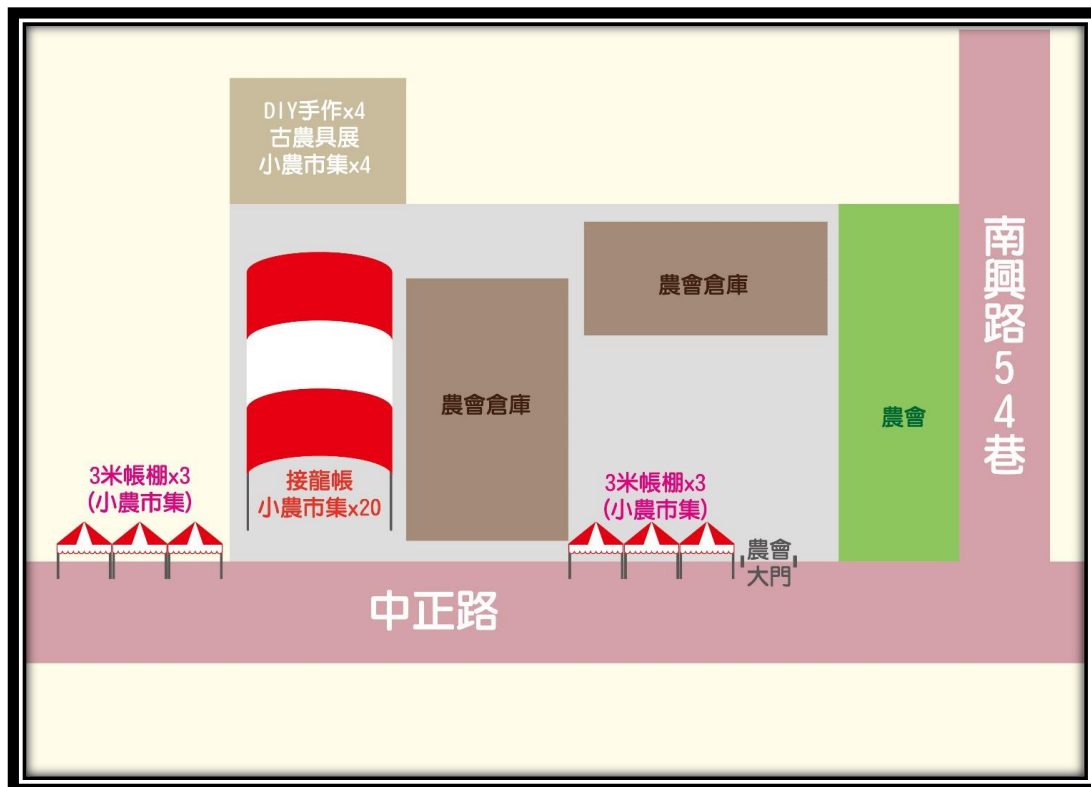 DIY手作x4
古農具展
小農市集x4
農會倉庫
農會倉庫
農會
南興路54巷
3米帳棚x3
(小農市集)
接龍帳
小農市集x20
3米帳棚x3
(小農市集)
農會
大門
中正路